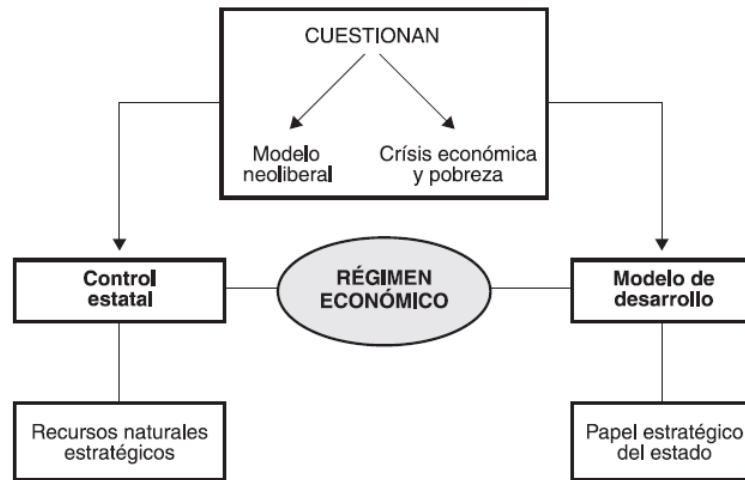 CUESTIONAN
Modelo
neoliberal
Crísis económica
y pobreza
Control
estatal
RÉGIMEN
ECONÓMICO
Modelo de
desarrollo
Recursos naturales
estratégicos
Papel estratégico
del estado